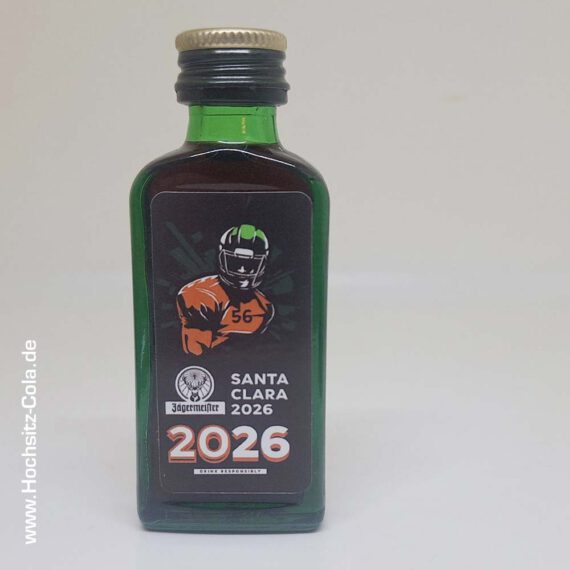 56
Jägermeister
SANTA
CLARA
2026
2026
DRINK RESPONSIBLY
www.Hochsitz-Cola.de